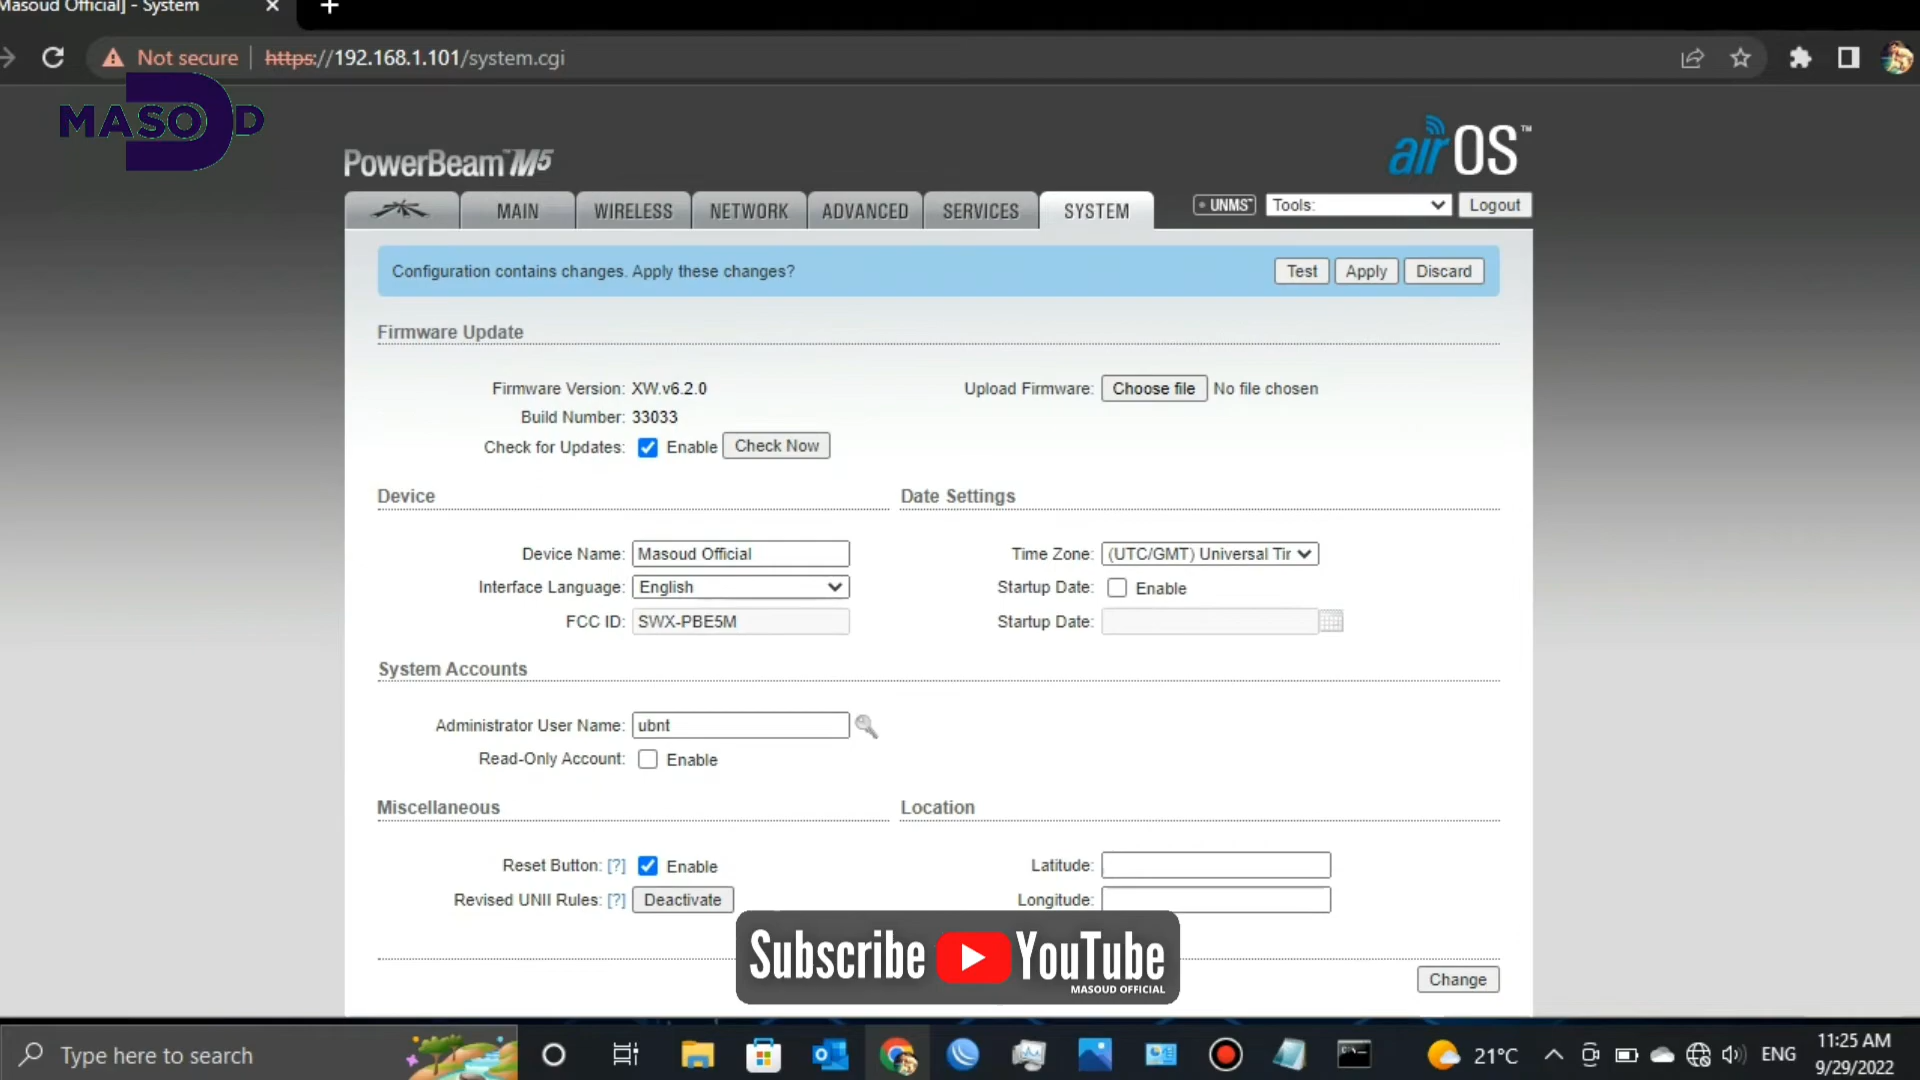 Masoud Official] - System
Not secure https://192.168.1.101/system.cgi
MASOUD
PowerBeam™ M5
airOS™
MAIN WIRELESS NETWORK ADVANCED SERVICES SYSTEM UNMS™ Tools: Logout
Configuration contains changes. Apply these changes? Test Apply Discard
Firmware Update
Firmware Version: XW.v6.2.0 Upload Firmware: Choose file No file chosen
Build Number: 33033
Check for Updates: Enable Check Now
Device Date Settings
Device Name: Masoud Official Time Zone: (UTC/GMT) Universal Tir
Interface Language: English Startup Date: Enable
FCC ID: SWX-PBE5M Startup Date:
System Accounts
Administrator User Name: ubnt
Read-Only Account: Enable
Miscellaneous Location
Reset Button: [?] Enable Latitude:
Revised UNII Rules: [?] Deactivate Longitude:
Subscribe YouTube
MASOUD OFFICIAL
Change
Type here to search 21°C ENG 11:25 AM
9/29/2022